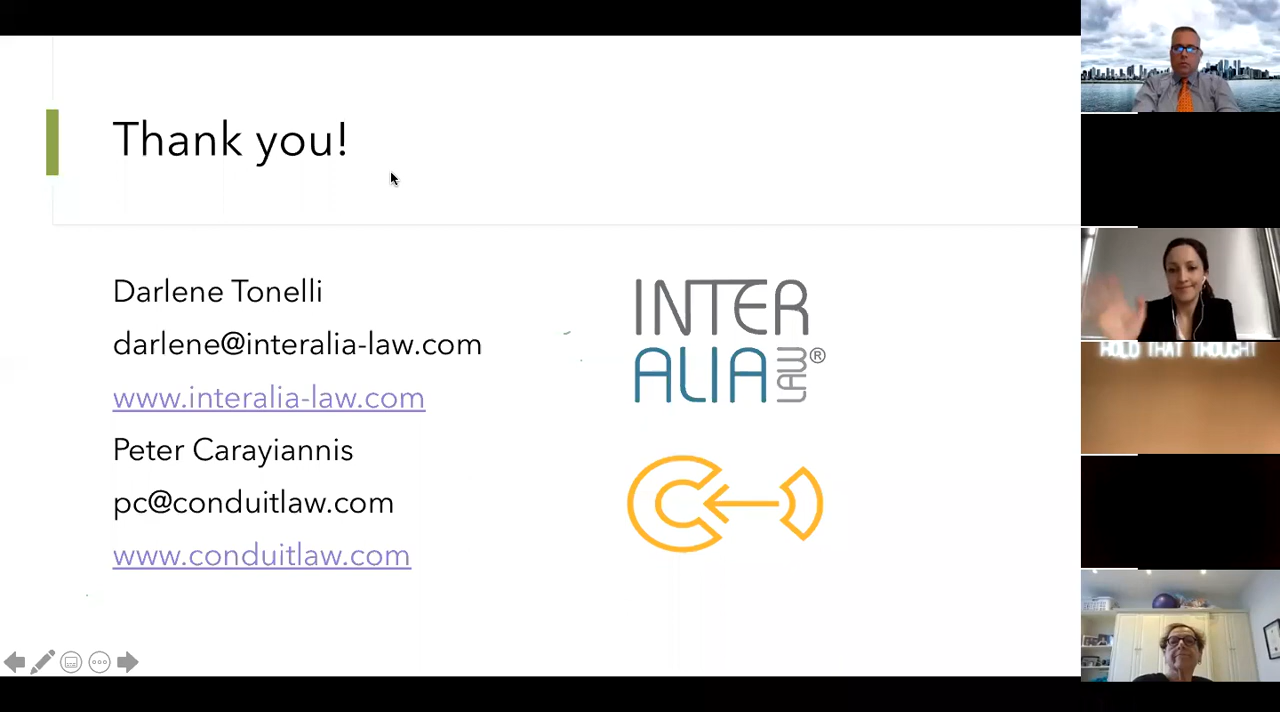 Thank you!
Darlene Tonelli
darlene@interalia-law.com
www.interalia-law.com
Peter Carayiannis
pc@conduitlaw.com
www.conduitlaw.com
INTER
ALIA LAW®
HOLD THAT THOUGHT